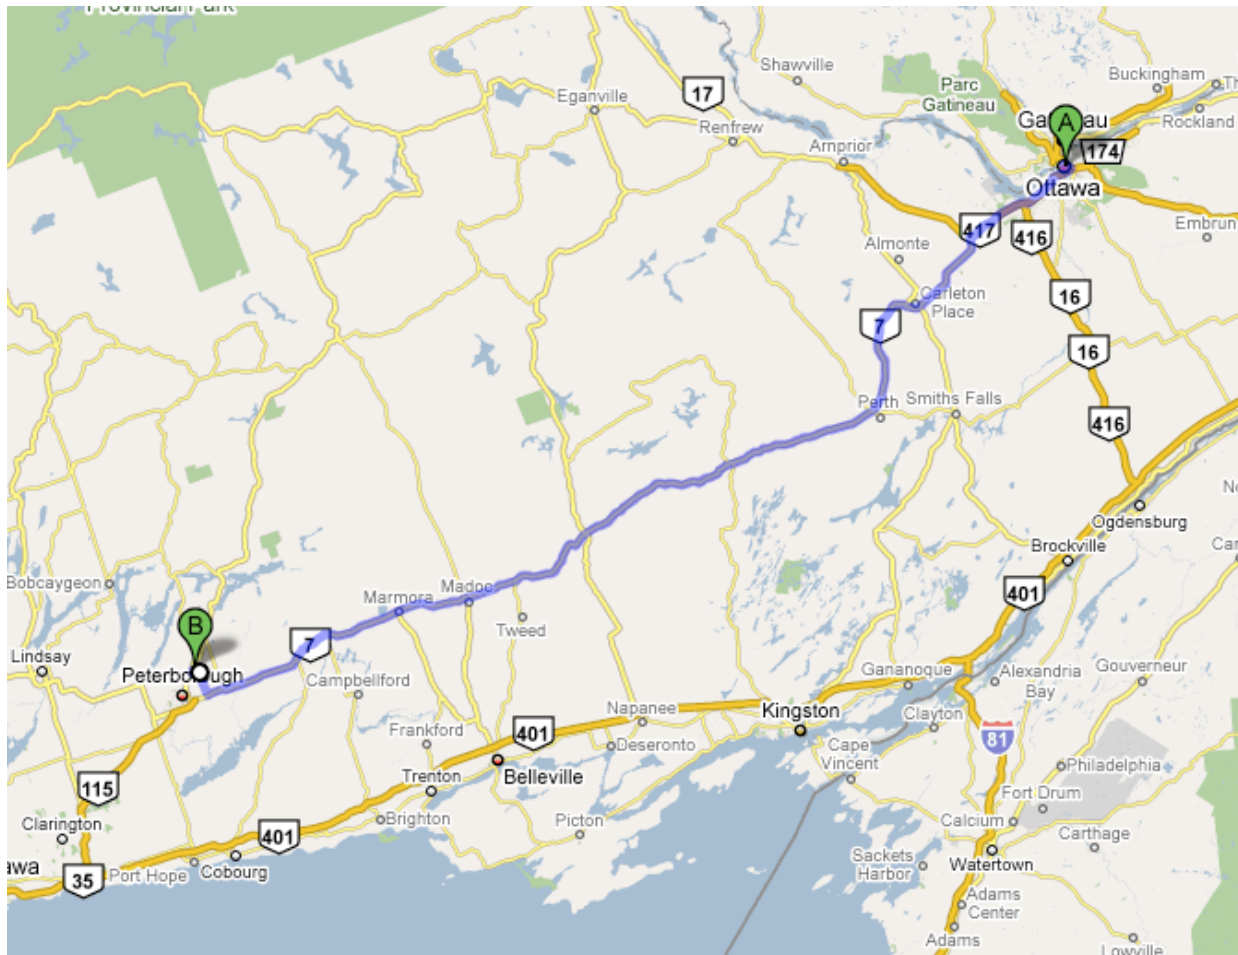 Provincial Park
Shawville
Buckingham
Parc
Gatineau
Rockland
17
Eganville
Renfrew
A
174
Arnprior
Ottawa
417
416
Embrun
Almonte
16
Carleton
Place
7
16
Perth
Smiths Falls
416
Ogdensburg
Brockville
Bobcaygeon
401
Marmora
Madoc
B
Tweed
7
Lindsay
Peterborough
Campbellford
Gananoque
Alexandria
Bay
Gouverneur
Napanee
Kingston
Clayton
Frankford
401
Deseronto
81
Cape
Vincent
Philadelphia
115
Trenton
Belleville
Fort Drum
Clarington
Brighton
Picton
Calcium
Carthage
401
35
Port Hope
Cobourg
Sackets
Harbor
Watertown
Adams
Center
Adams
Lowville